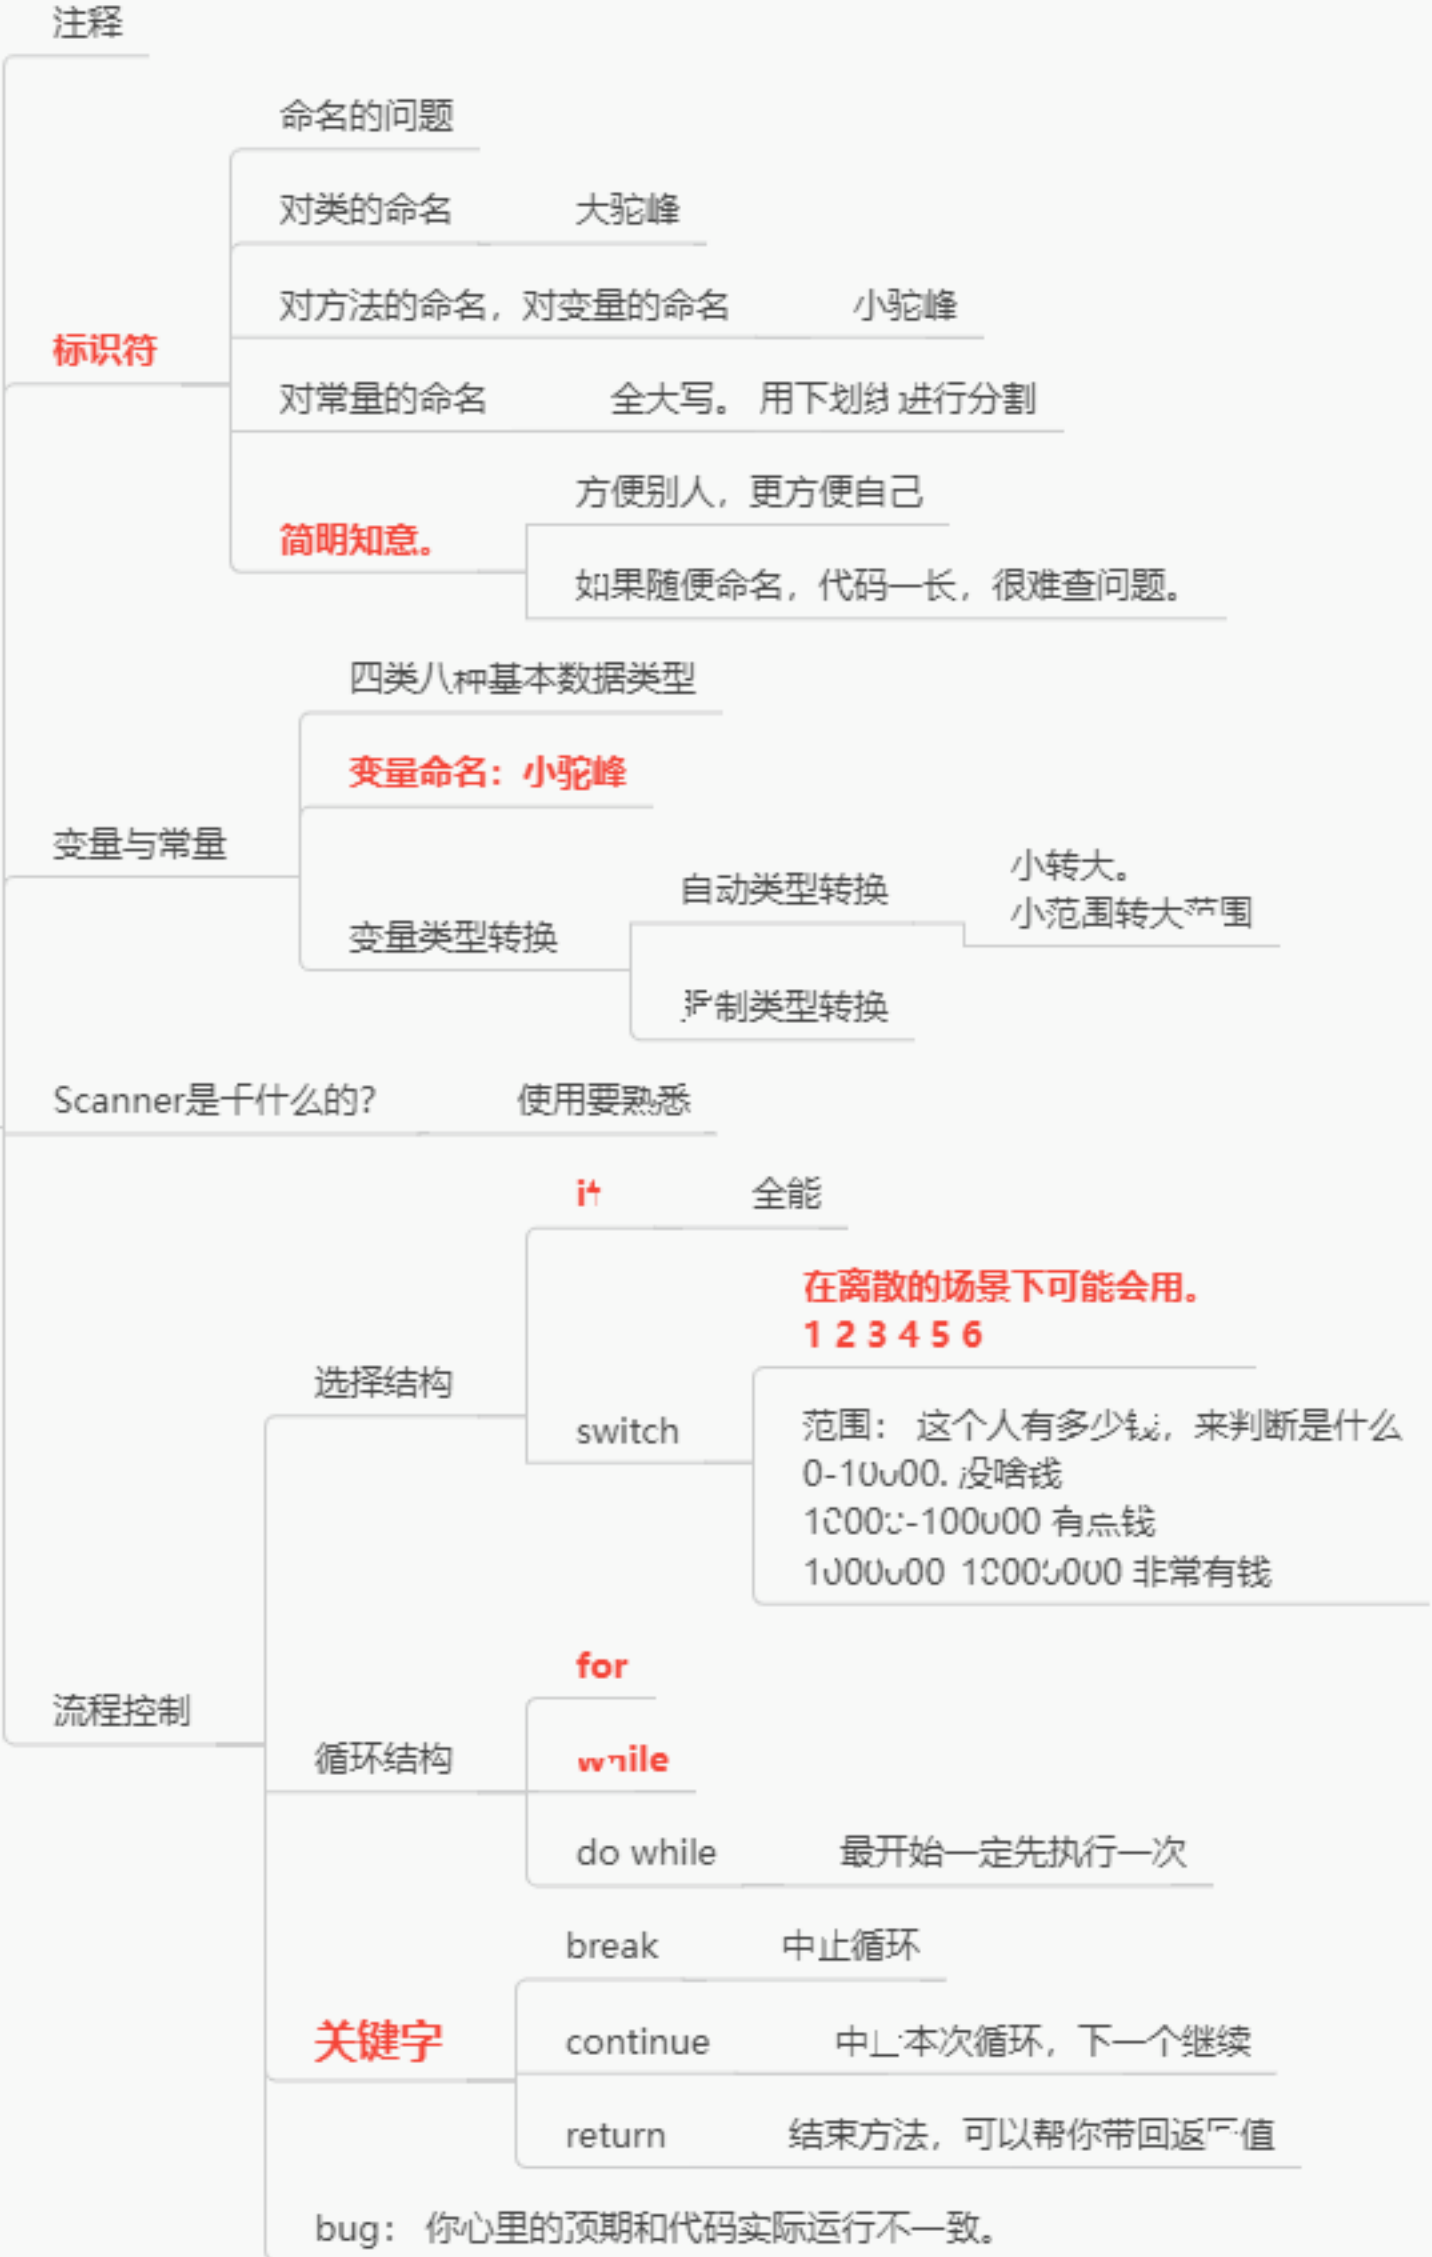 注释
命名的问题
对类的命名 大驼峰
对方法的命名，对变量的命名 小驼峰
标识符
对常量的命名 全大写。 用下划线进行分割
方便别人，更方便自己
简明知意。
如果随便命名，代码一长，很难查问题。
四类八种基本数据类型
变量命名：小驼峰
变量与常量
小转大。
自动类型转换
小范围转大范围
变量类型转换
强制类型转换
Scanner是干什么的？ 使用要熟悉
if 全能
在离散的场景下可能会用。
1 2 3 4 5 6
选择结构
switch
范围： 这个人有多少钱，来判断是什么
0-10000. 没啥钱
10000-100000 有点钱
1000000 10000000 非常有钱
for
流程控制
循环结构
while
do while 最开始一定先执行一次
break 中止循环
关键字
continue 中止本次循环，下一个继续
return 结束方法，可以帮你带回返回值
bug： 你心里的预期和代码实际运行不一致。